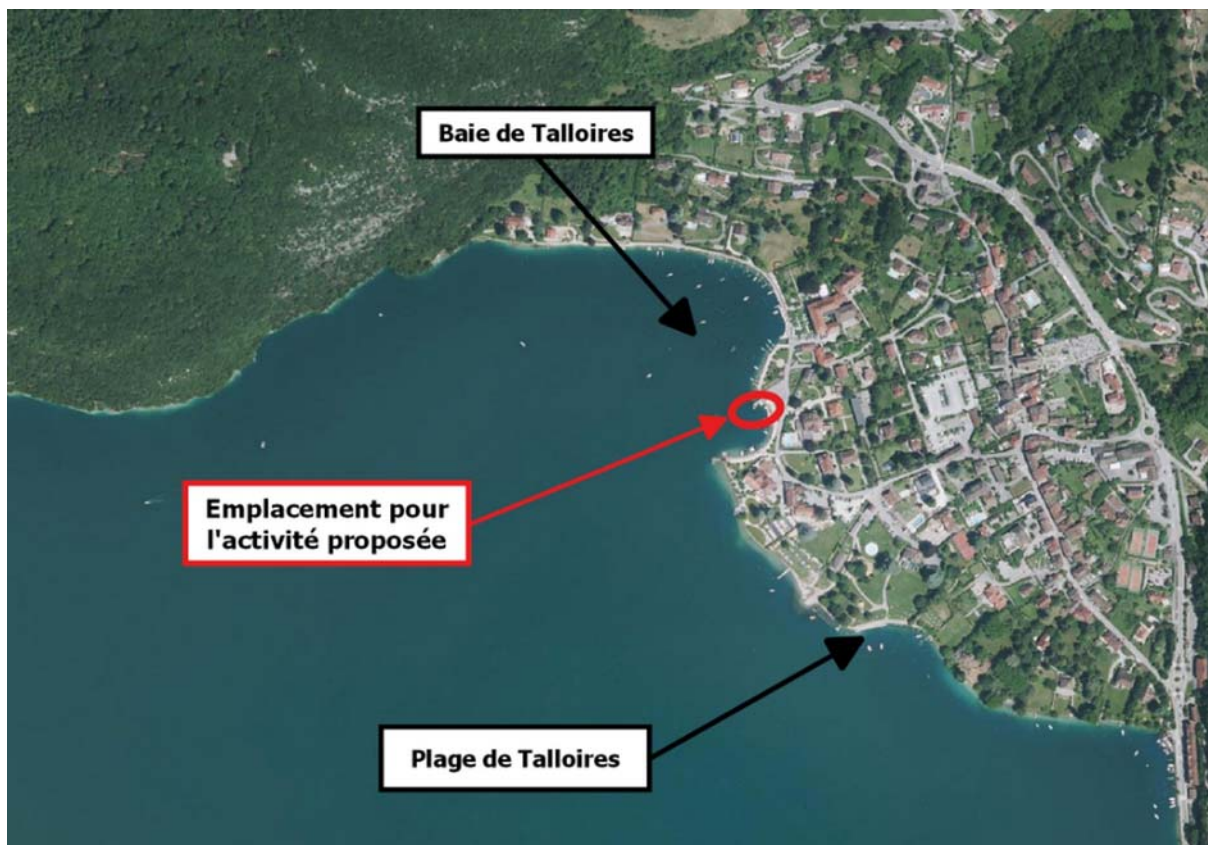 Baie de Talloires
Emplacement pour
l'activité proposée
Plage de Talloires